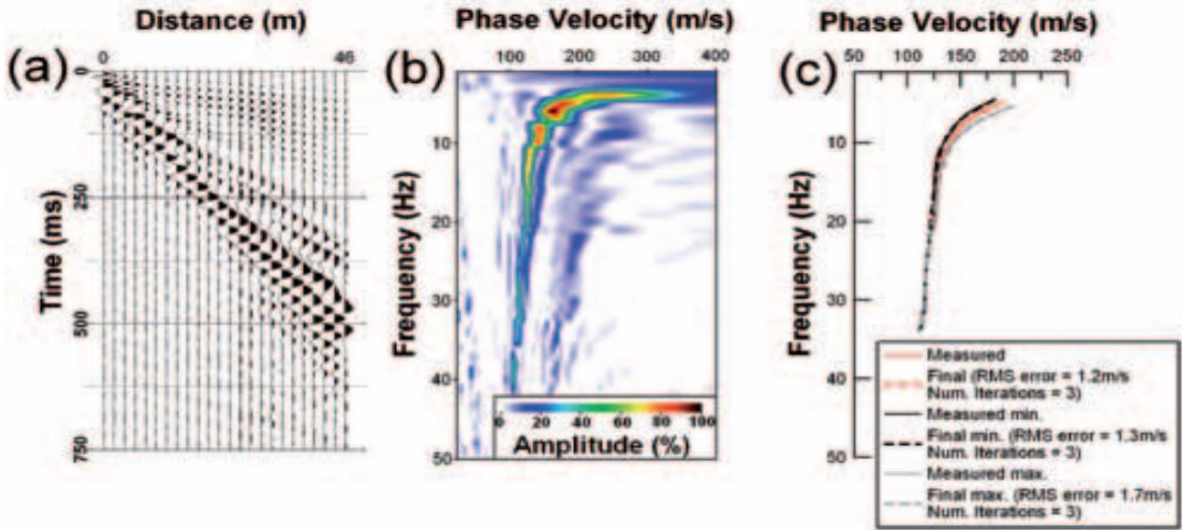 Distance (m)
Phase Velocity (m/s)
Phase Velocity (m/s)
(a)
0
46
(b)
100
200
300
400
(c)
50
100
150
200
250
0
250
500
750
Time (ms)
10
20
30
40
50
Frequency (Hz)
0 20 40 60 80 100
Amplitude (%)
10
20
30
40
50
Frequency (Hz)
Measured
Final (RMS error = 1.2m/s
Num. Iterations = 3)
Measured min.
Final min. (RMS error = 1.3m/s
Num. Iterations = 3)
Measured max.
Final max. (RMS error = 1.7m/s
Num. Iterations = 3)